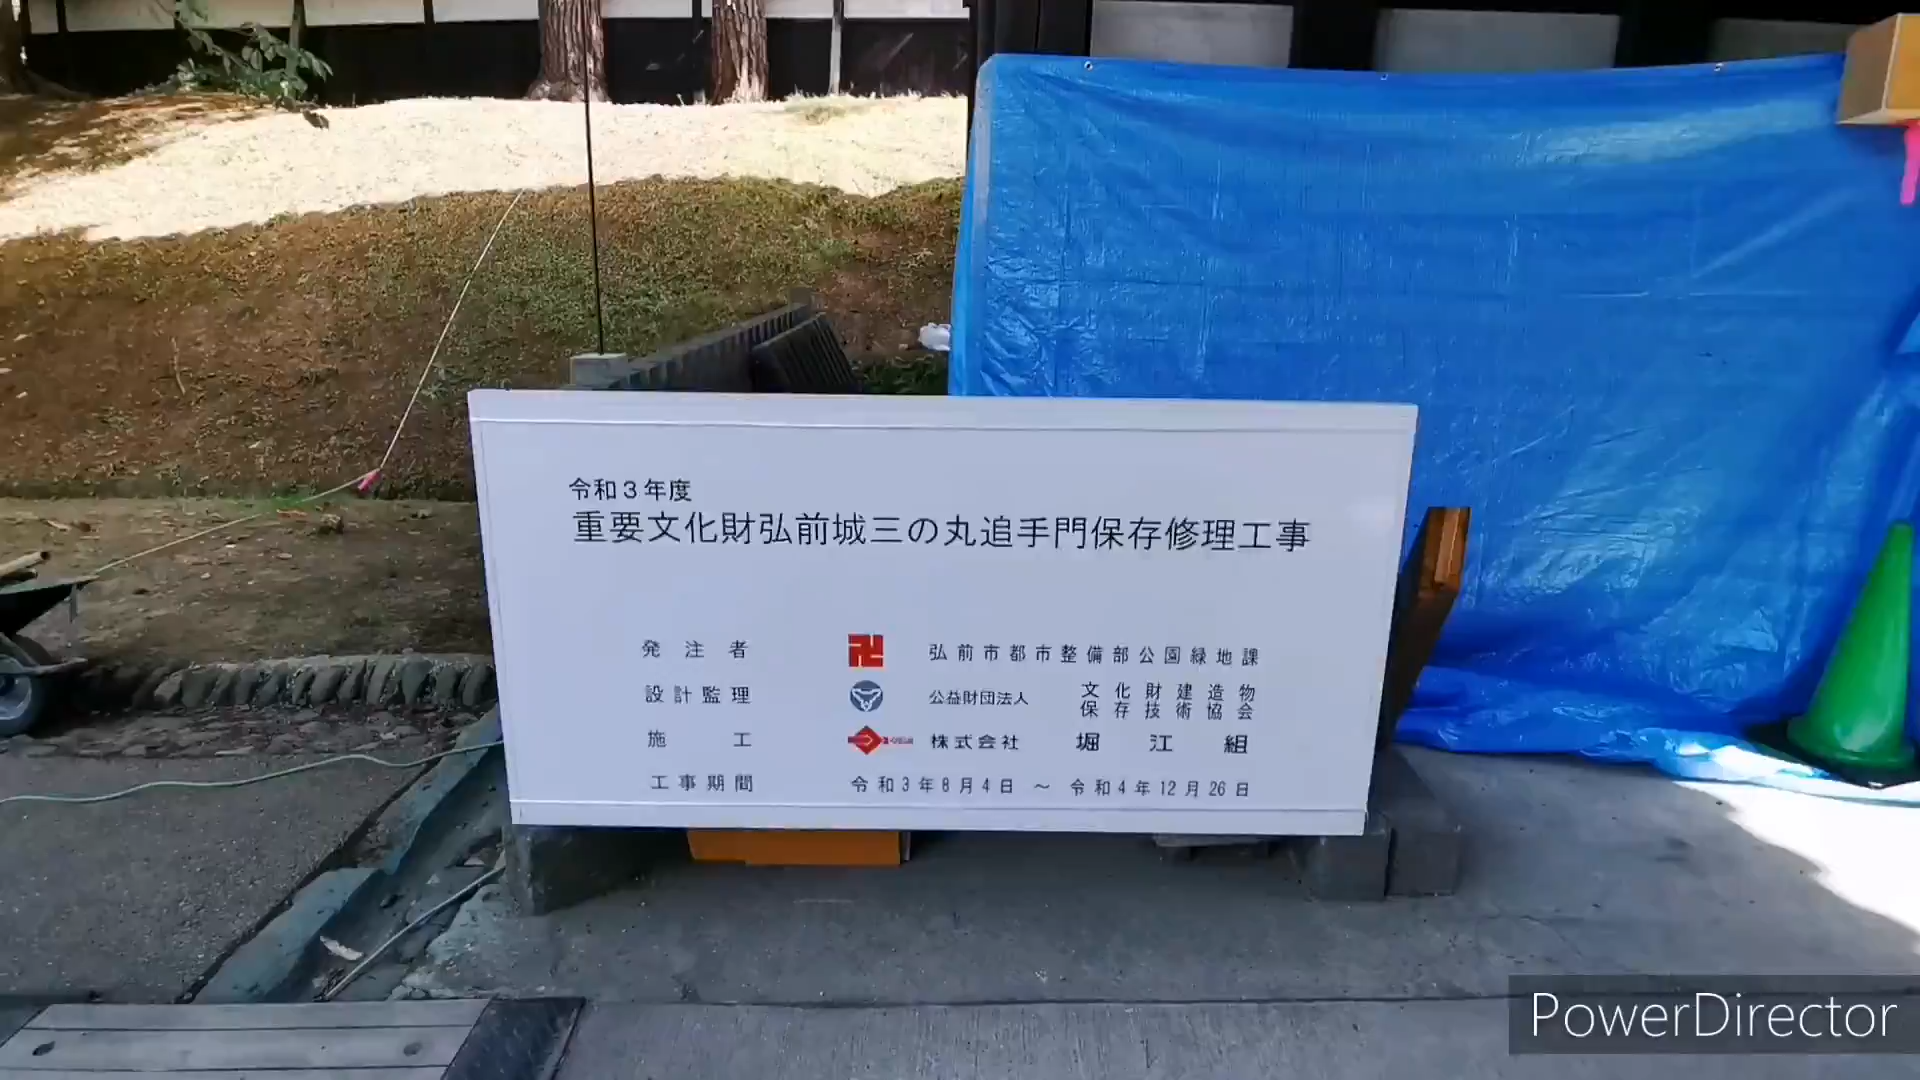 令和3年度
重要文化財弘前城三の丸追手門保存修理工事
発注者 弘前市都市整備部公園緑地課
設計監理 公益財団法人 文化財建造物保存技術協会
施工 株式会社 堀江組
工事期間 令和3年8月4日 ～ 令和4年12月26日
PowerDirector